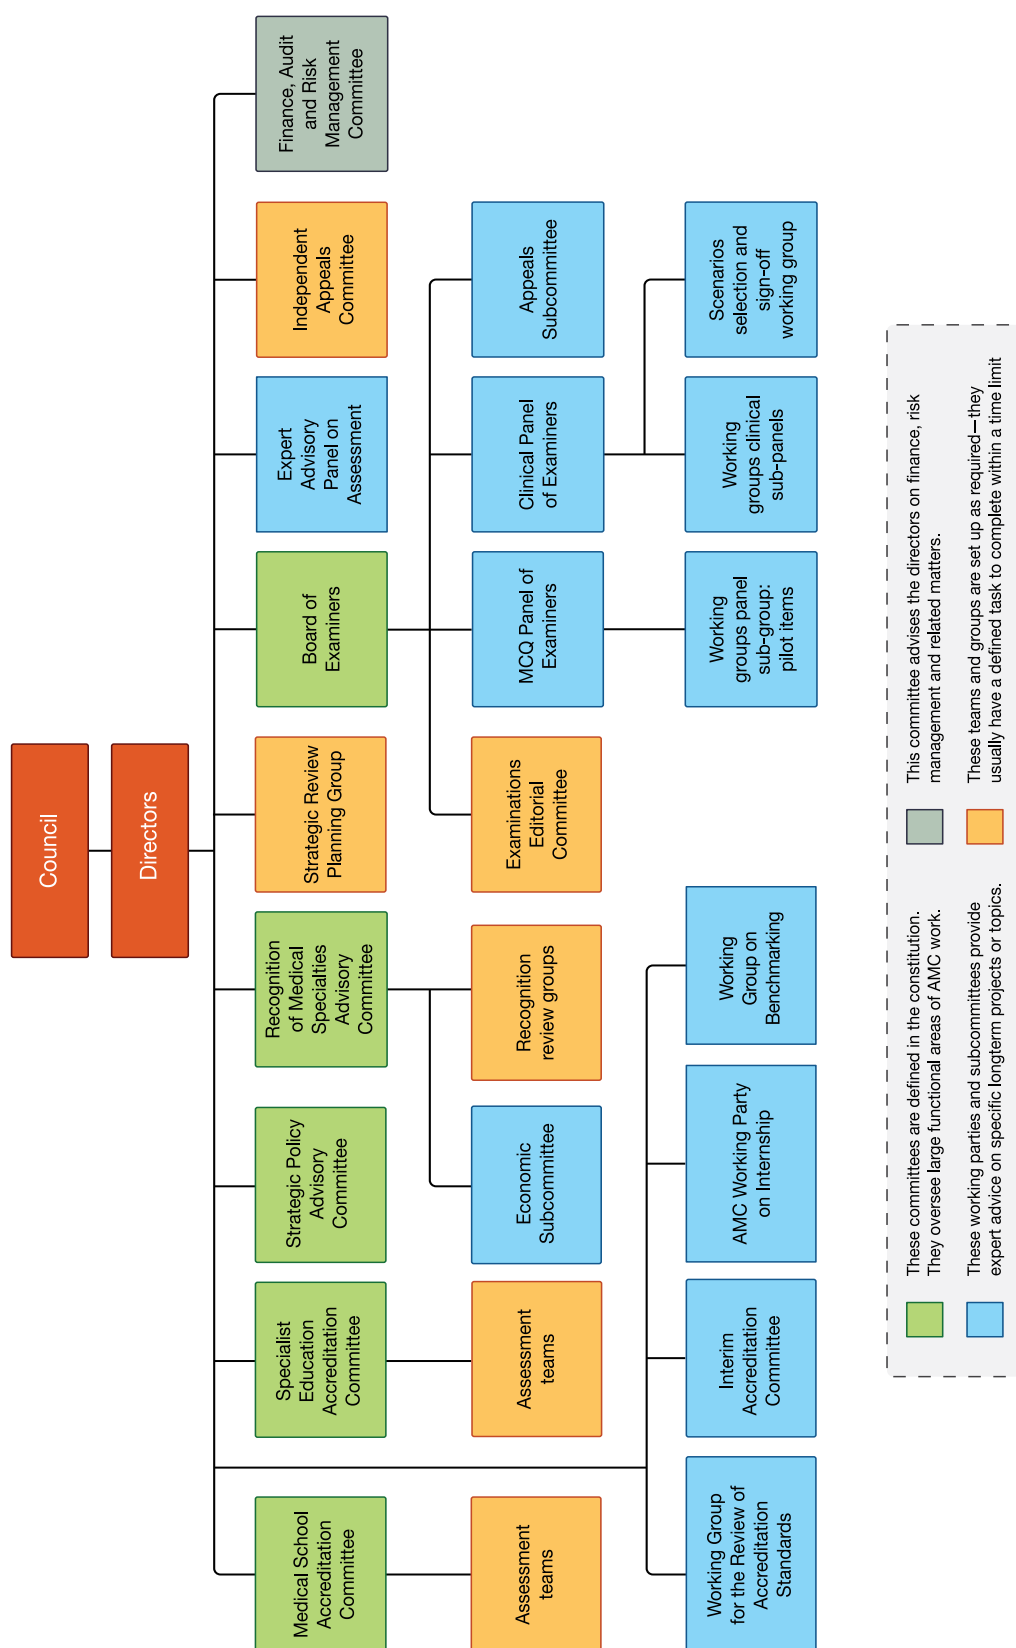 Council
Directors
Medical School
Accreditation
Committee
Specialist
Education
Accreditation
Committee
Strategic Policy
Advisory
Committee
Recognition
of Medical
Specialties
Advisory
Committee
Strategic Review
Planning Group
Board of
Examiners
Expert
Advisory
Panel on
Assessment
Independent
Appeals
Committee
Finance, Audit
and Risk
Management
Committee
Assessment
teams
Assessment
teams
Economic
Subcommittee
Recognition
review groups
Examinations
Editorial
Committee
MCQ Panel of
Examiners
Clinical Panel
of Examiners
Appeals
Subcommittee
Working Group
for the Review of
Accreditation
Standards
Interim
Accreditation
Committee
AMC Working Party
on Internship
Working
Group on
Benchmarking
Working
groups panel
sub-group:
pilot items
Working
groups clinical
sub-panels
Scenarios
selection and
sign-off
working group
These committees are defined in the constitution.
They oversee large functional areas of AMC work.
This committee advises the directors on finance, risk
management and related matters.
These working parties and subcommittees provide
expert advice on specific longterm projects or topics.
These teams and groups are set up as required—they
usually have a defined task to complete within a time limit